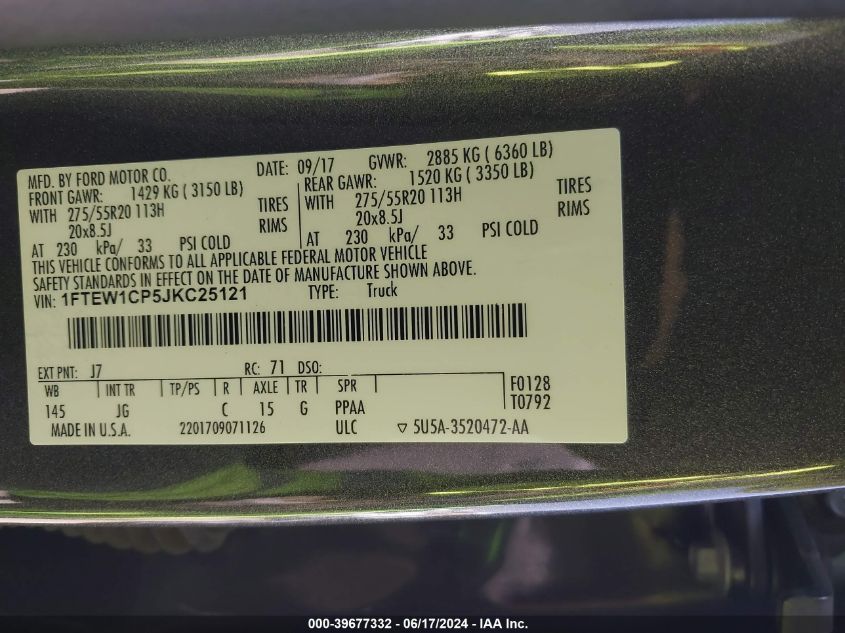 MFD. BY FORD MOTOR CO. DATE: 09/17 GVWR: 2885 KG ( 6360 LB)
FRONT GAWR: 1429 KG ( 3150 LB) REAR GAWR: 1520 KG ( 3350 LB)
WITH 275/55R20 113H TIRES WITH 275/55R20 113H TIRES
20x8.5J RIMS 20x8.5J RIMS
AT 230 kPa/ 33 PSI COLD AT 230 kPa/ 33 PSI COLD
THIS VEHICLE CONFORMS TO ALL APPLICABLE FEDERAL MOTOR VEHICLE
SAFETY STANDARDS IN EFFECT ON THE DATE OF MANUFACTURE SHOWN ABOVE.
VIN: 1FTEW1CP5JKC25121 TYPE: Truck
EXT PNT: J7 RC: 71 DSO:
WB INT TR TP/PS R AXLE TR SPR F0128
145 JG C 15 G PPAA T0792
MADE IN U.S.A. 2201709071126 ULC ▽ 5U5A-3520472-AA
000-39677332 - 06/17/2024 - IAA Inc.